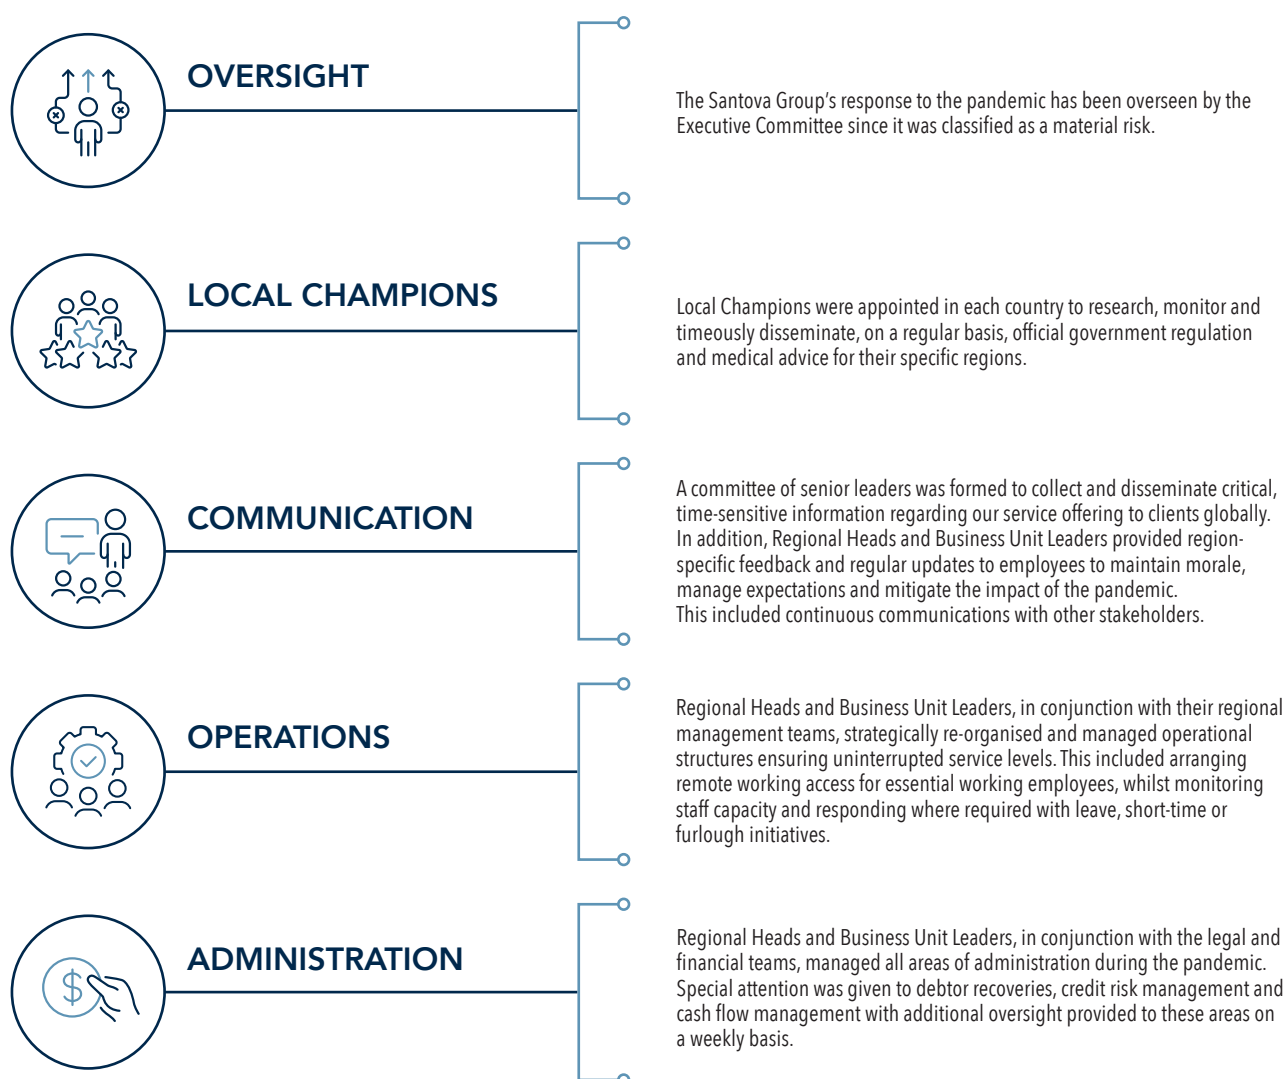 OVERSIGHT
The Santova Group's response to the pandemic has been overseen by the
Executive Committee since it was classified as a material risk.
LOCAL CHAMPIONS
Local Champions were appointed in each country to research, monitor and
timeously disseminate, on a regular basis, official government regulation
and medical advice for their specific regions.
COMMUNICATION
A committee of senior leaders was formed to collect and disseminate critical,
time-sensitive information regarding our service offering to clients globally.
In addition, Regional Heads and Business Unit Leaders provided region-
specific feedback and regular updates to employees to maintain morale,
manage expectations and mitigate the impact of the pandemic.
This included continuous communications with other stakeholders.
OPERATIONS
Regional Heads and Business Unit Leaders, in conjunction with their regional
management teams, strategically re-organised and managed operational
structures ensuring uninterrupted service levels. This included arranging
remote working access for essential working employees, whilst monitoring
staff capacity and responding where required with leave, short-time or
furlough initiatives.
$
ADMINISTRATION
Regional Heads and Business Unit Leaders, in conjunction with the legal and
financial teams, managed all areas of administration during the pandemic.
Special attention was given to debtor recoveries, credit risk management and
cash flow management with additional oversight provided to these areas on
a weekly basis.